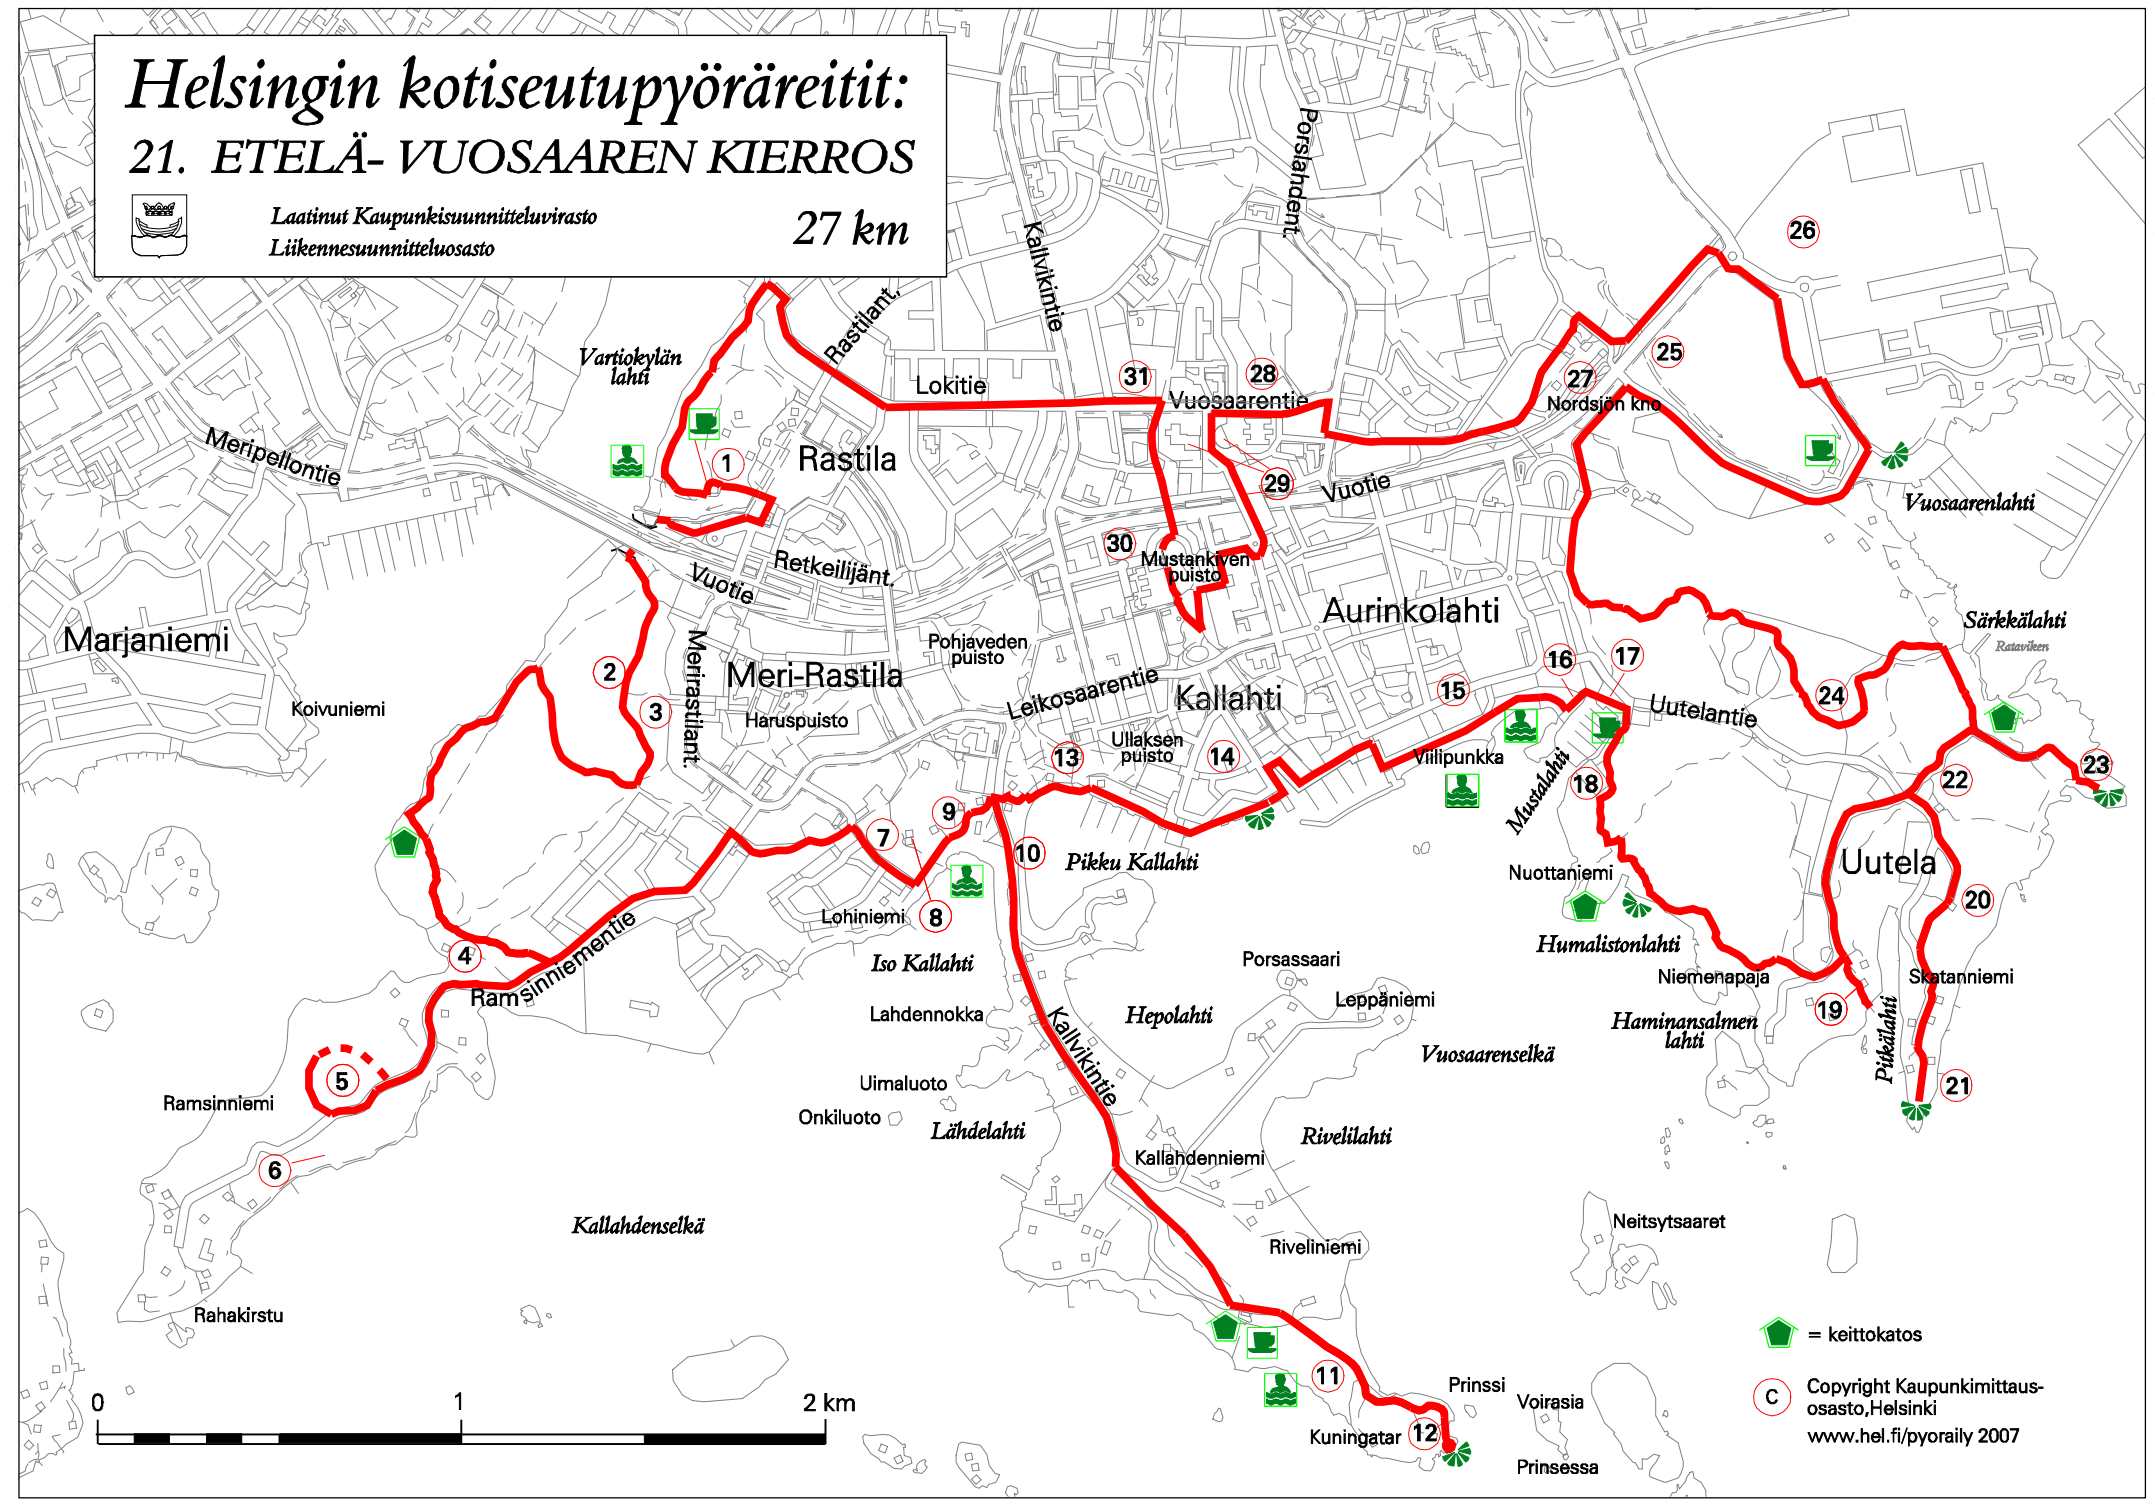 Helsingin kotiseutupyöräreitit:
21. ETELÄ- VUOSAAREN KIERROS
Laatinut Kaupunkisuunnitteluvirasto
Liikennesuunnitteluosasto
27 km
Porslahdent.
Kallvikintie
26
Rastilant.
Vartiokylän
lahti
Lokitie
31
28
Vuosaarentie
25
27
Nordsjön kno
Meripellontie
1
Rastila
29
Vuotie
Vuosaarenlahti
30
Mustankiven
puisto
Retkeilijänt.
Vuotie
Aurinkolahti
Särkkälahti
Rataviken
Marjaniemi
Merirastilant.
Pohjaveden
puisto
2
Meri-Rastila
16
17
Leikosaarentie
Kallahti
15
24
Koivuniemi
3
Haruspuisto
Uutelantie
Ullaksen
puisto
13
14
Viilipunkka
Mustalahti
18
22
23
9
7
10
Pikku Kallahti
Nuottaniemi
Uutela
8
Lohiniemi
20
4
Ramsinniementie
Iso Kallahti
Porsassaari
Humalistonlahti
Niemenapaja
Skatanniemi
Leppäniemi
19
Lahdennokka
Hepolahti
Kallvikintie
Haminansalmen
lahti
Pitkälahti
Vuosaarenselkä
5
Uimaluoto
21
Ramsinniemi
Onkiluoto
Lähdelahti
Rivelilahti
6
Kallahdenniemi
Kallahdenselkä
Neitsytsaaret
Riveliniemi
Rahakirstu
= keittokatos
11
Prinssi
Voirasia
Kuningatar
12
Prinsessa
0 1 2 km
C
Copyright Kaupunkimittaus-
osasto,Helsinki
www.hel.fi/pyoraily 2007